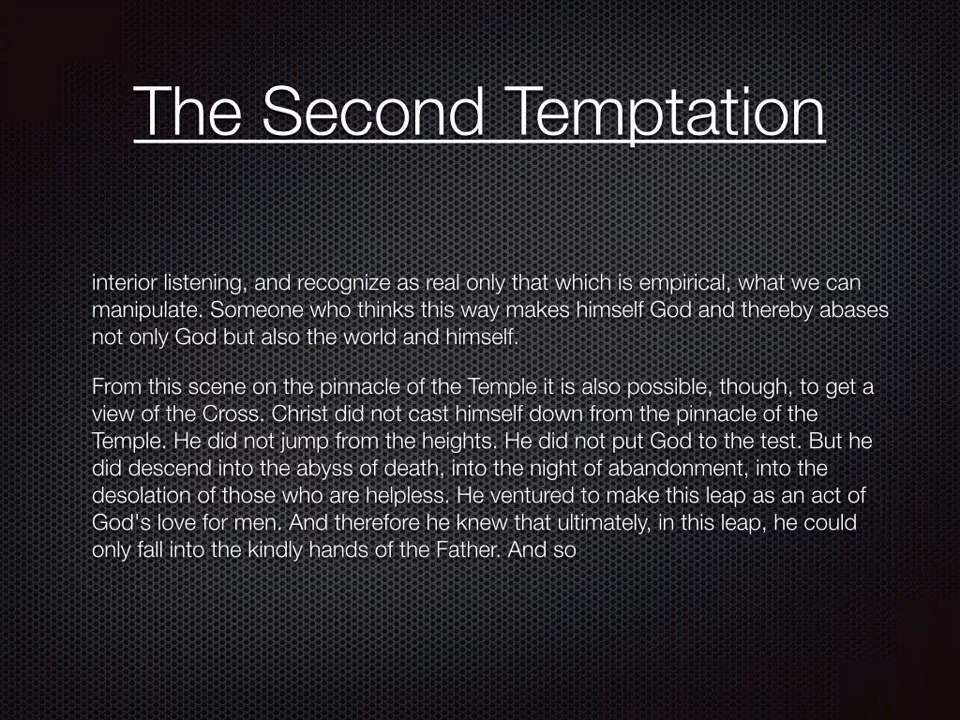 The Second Temptation
interior listening, and recognize as real only that which is empirical, what we can
manipulate. Someone who thinks this way makes himself God and thereby abases
not only God but also the world and himself.
From this scene on the pinnacle of the Temple it is also possible, though, to get a
view of the Cross. Christ did not cast himself down from the pinnacle of the
Temple. He did not jump from the heights. He did not put God to the test. But he
did descend into the abyss of death, into the night of abandonment, into the
desolation of those who are helpless. He ventured to make this leap as an act of
God's love for men. And therefore he knew that ultimately, in this leap, he could
only fall into the kindly hands of the Father. And so